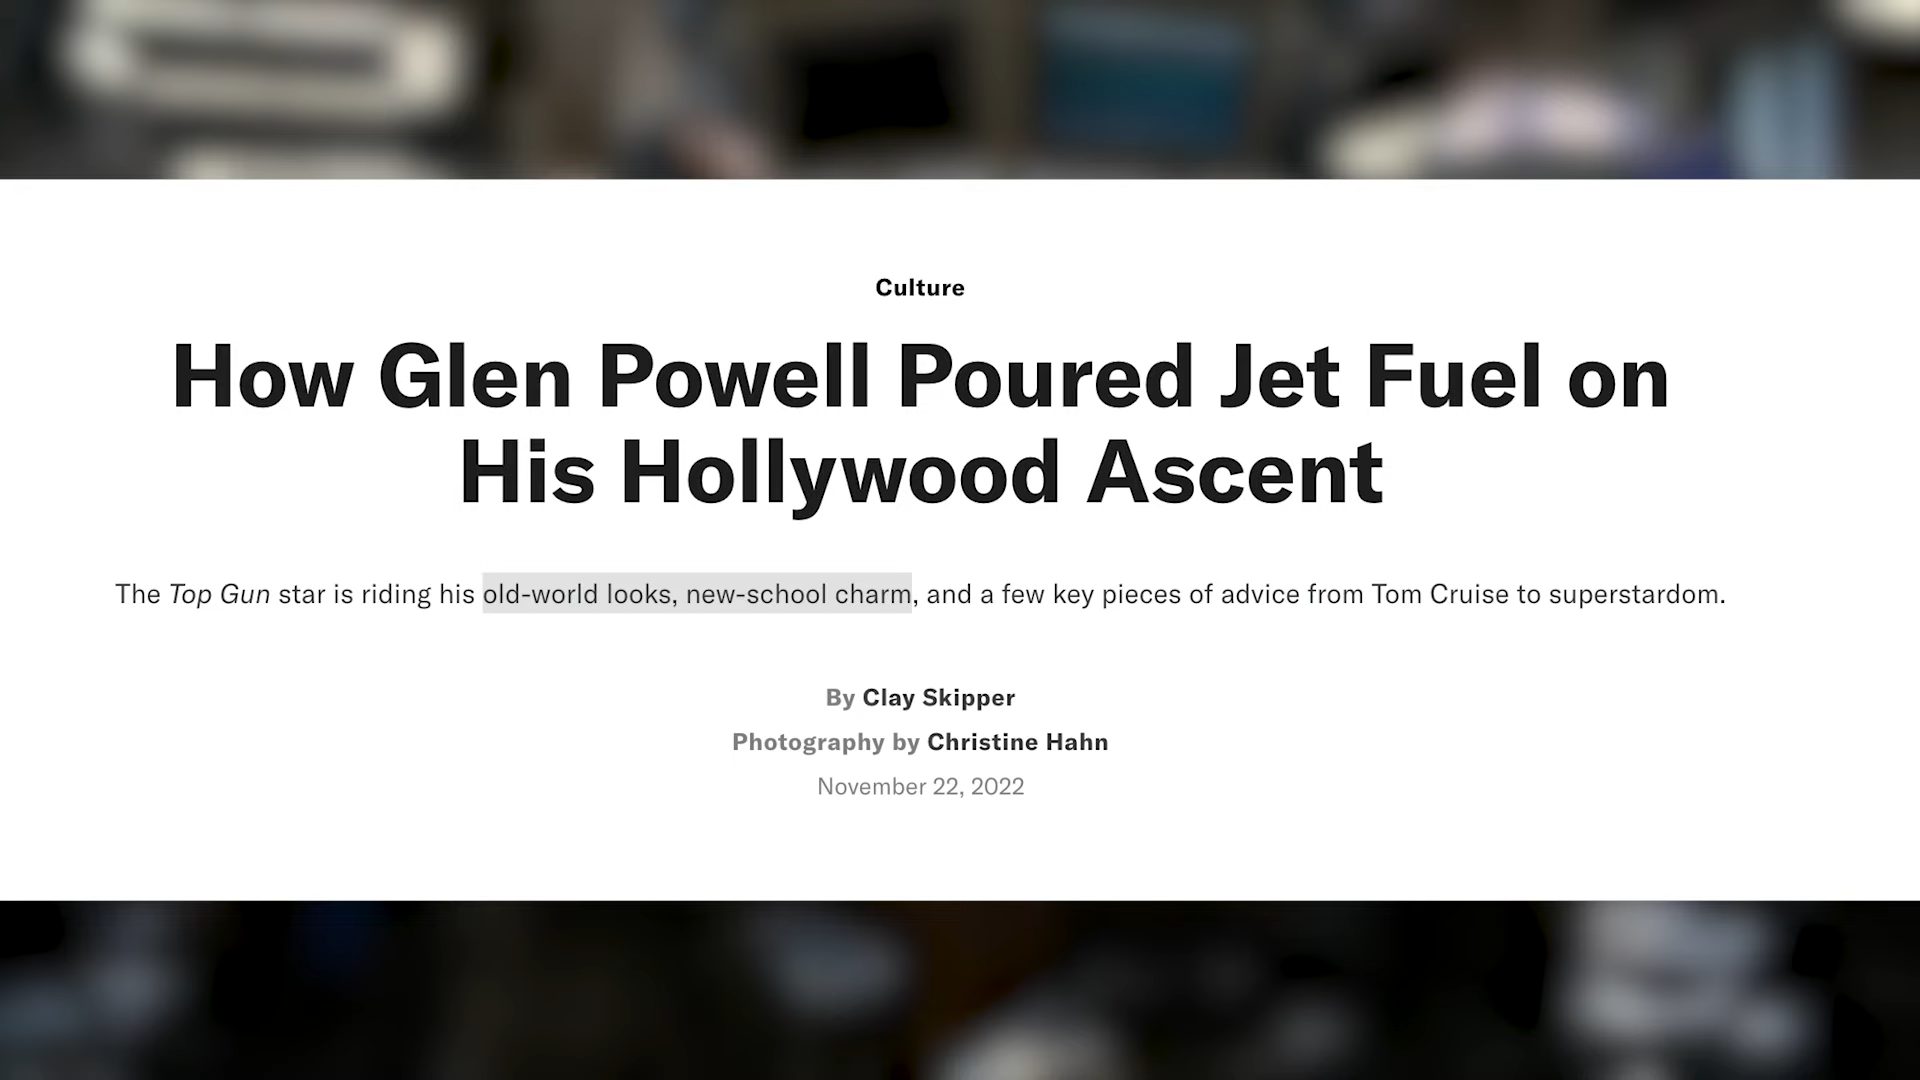 Culture
How Glen Powell Poured Jet Fuel on
His Hollywood Ascent
The Top Gun star is riding his old-world looks, new-school charm, and a few key pieces of advice from Tom Cruise to superstardom.
By Clay Skipper
Photography by Christine Hahn
November 22, 2022